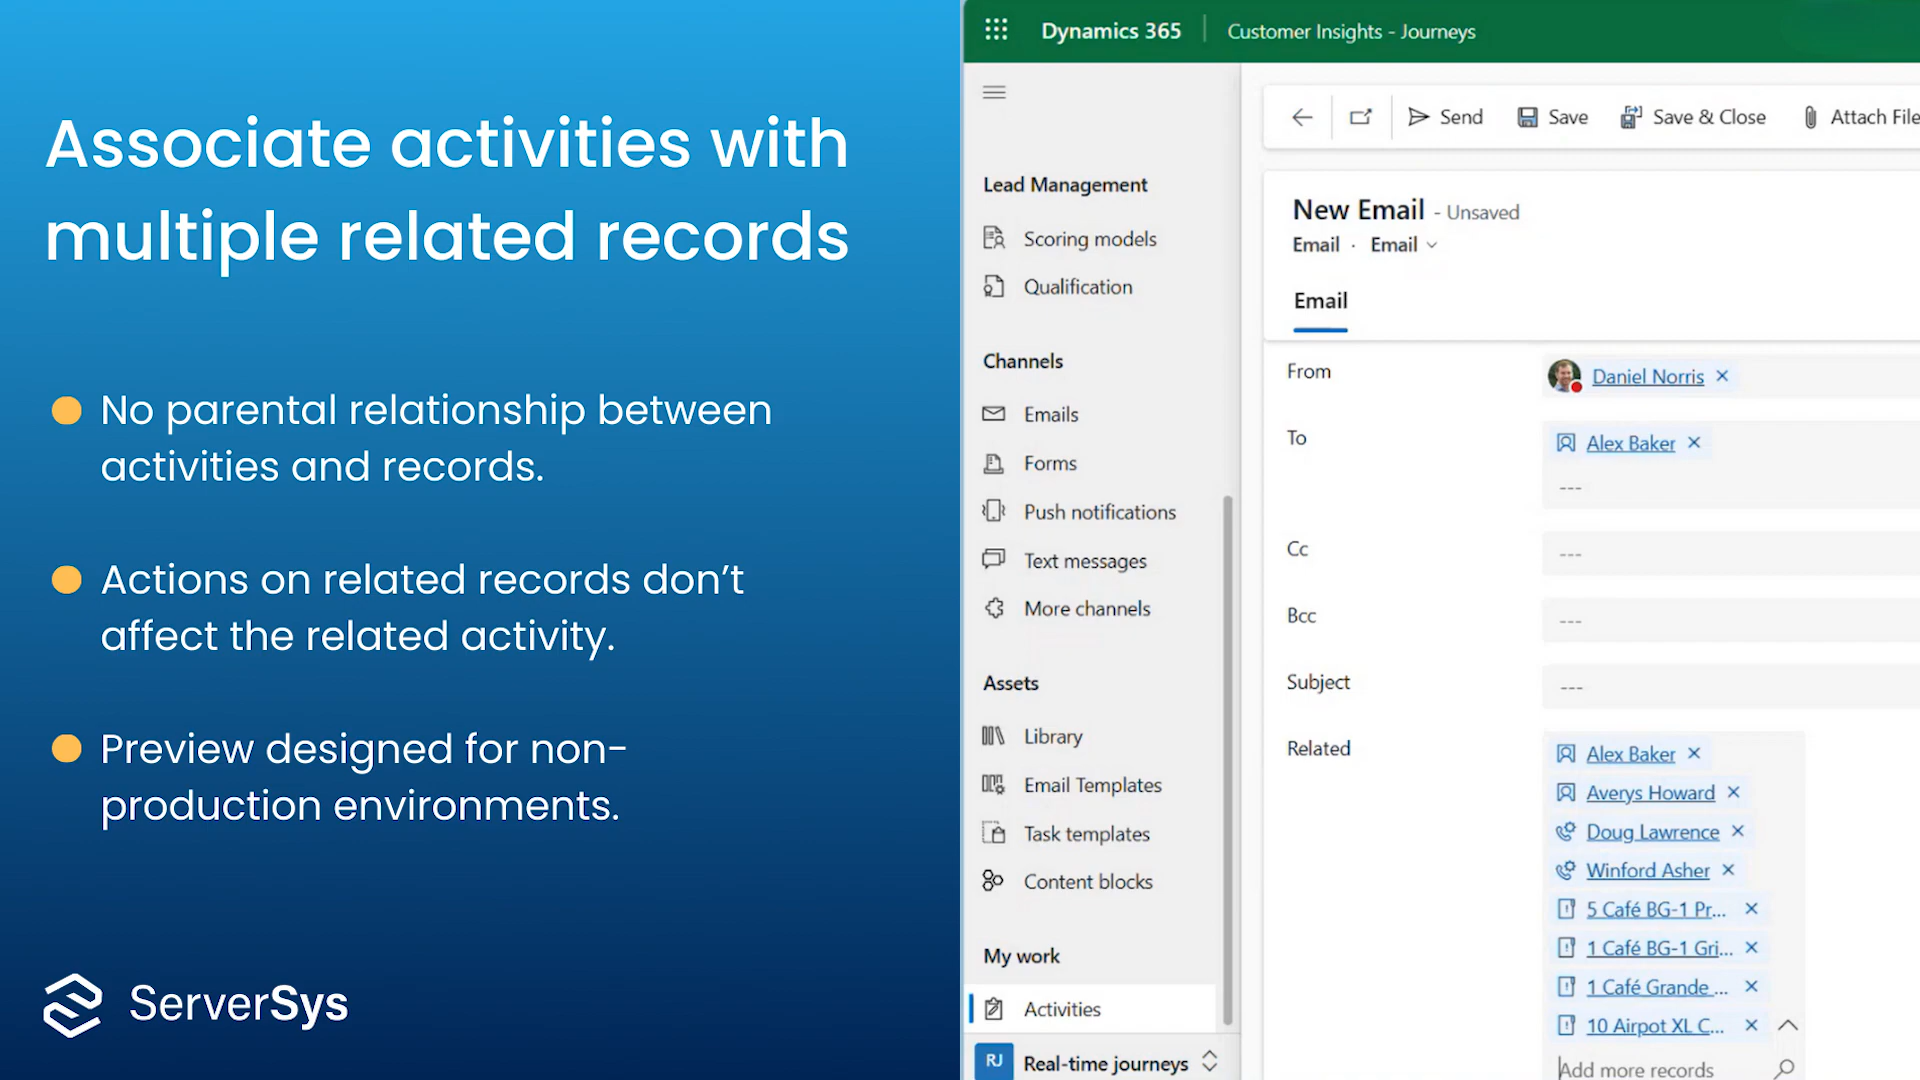 Associate activities with
multiple related records
No parental relationship between
activities and records.
Actions on related records don’t
affect the related activity.
Preview designed for non-
production environments.
ServerSys
Dynamics 365
Customer Insights - Journeys
Lead Management
Scoring models
Qualification
Channels
Emails
Forms
Push notifications
Text messages
More channels
Assets
Library
Email Templates
Task templates
Content blocks
My work
Activities
RJ Real-time journeys
Send Save Save & Close Attach File
New Email - Unsaved
Email · Email
Email
From Daniel Norris
To Alex Baker
---
Cc ---
Bcc ---
Subject ---
Related Alex Baker
Averys Howard
Doug Lawrence
Winford Asher
5 Café BG-1 Pr...
1 Café BG-1 Gri...
1 Café Grande ...
10 Airpot XL C...
Add more records